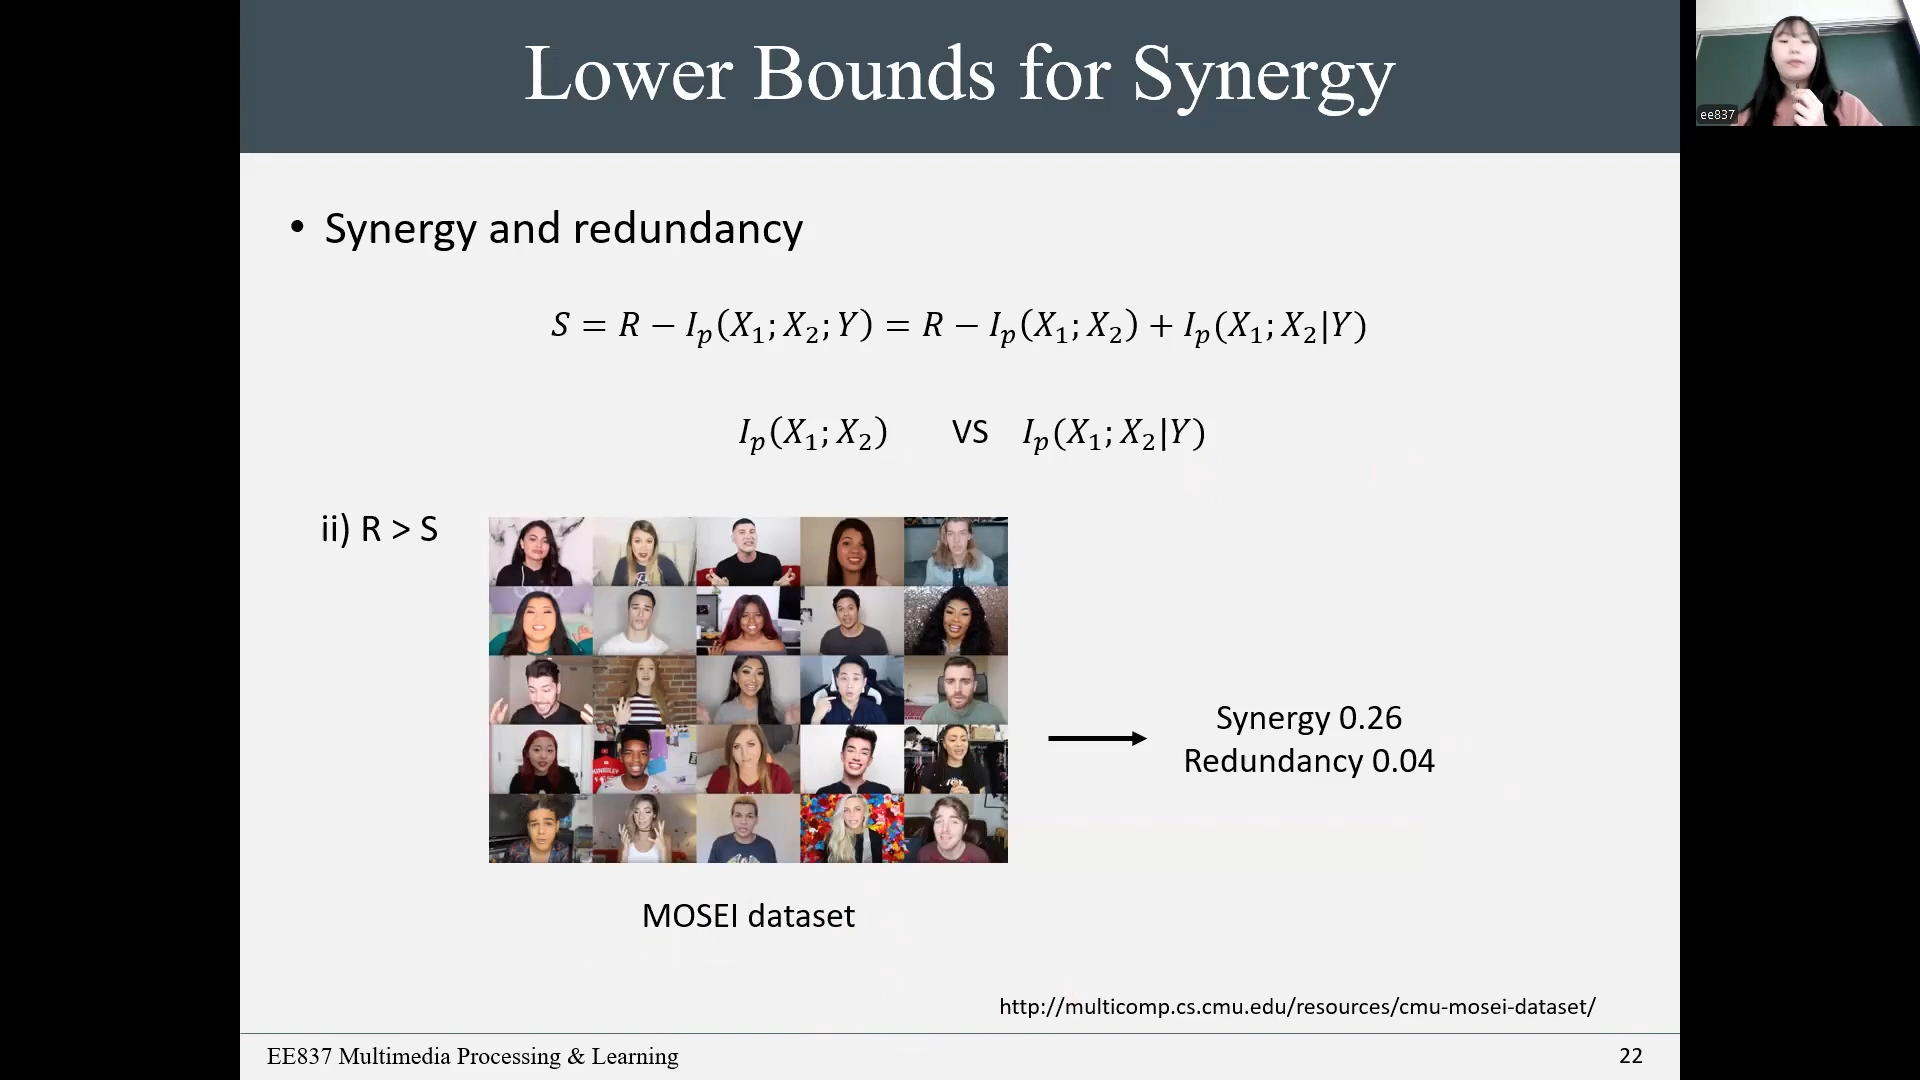 Lower Bounds for Synergy
ee837
• Synergy and redundancy
S = R − I_p(X_1; X_2; Y) = R − I_p(X_1; X_2) + I_p(X_1; X_2|Y)
I_p(X_1; X_2) VS I_p(X_1; X_2|Y)
ii) R > S
Synergy 0.26
Redundancy 0.04
MOSEI dataset
http://multicomp.cs.cmu.edu/resources/cmu-mosei-dataset/
EE837 Multimedia Processing & Learning
22